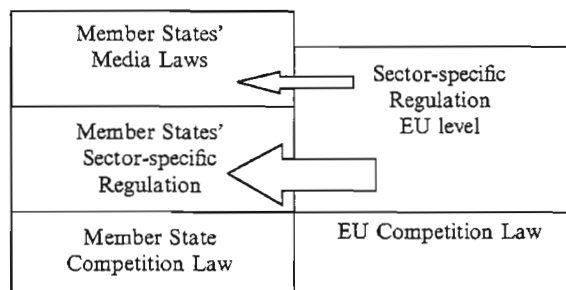 Member States'
Media Laws
Sector-specific
Regulation
EU level
Member States'
Sector-specific
Regulation
Member State
Competition Law
EU Competition Law